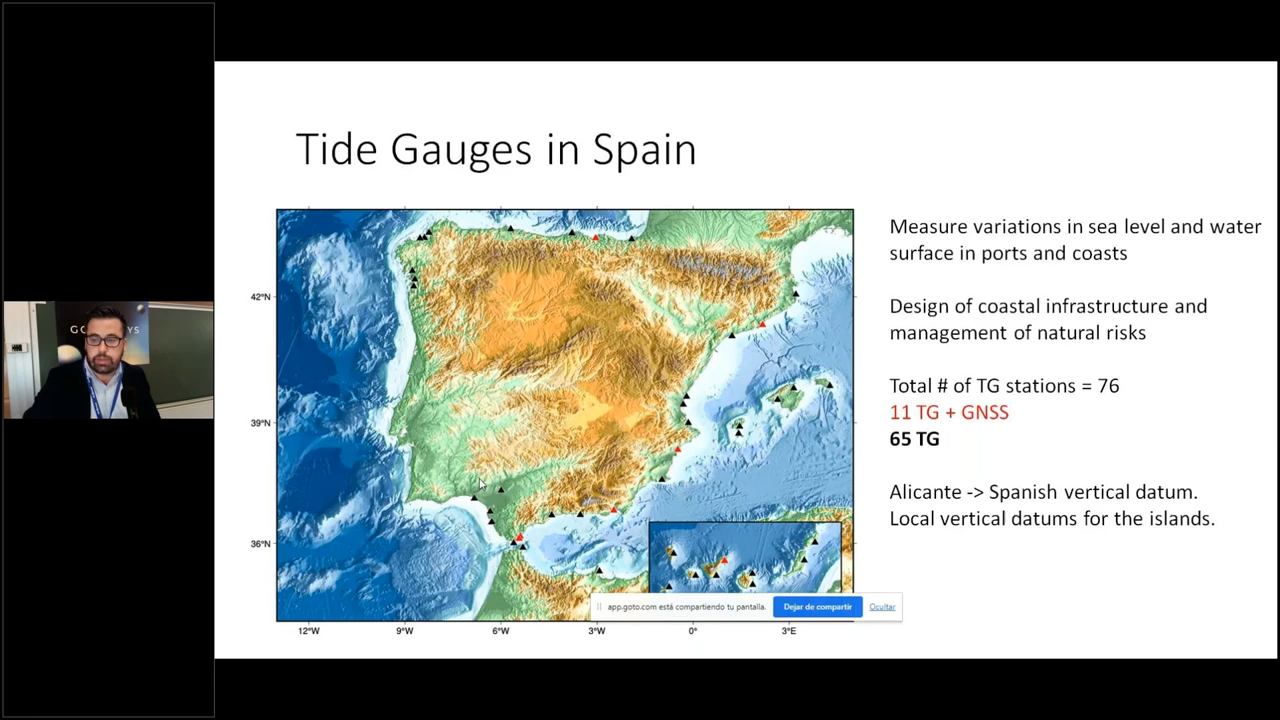 Tide Gauges in Spain
Measure variations in sea level and water
surface in ports and coasts
Design of coastal infrastructure and
management of natural risks
Total # of TG stations = 76
11 TG + GNSS
65 TG
Alicante -> Spanish vertical datum.
Local vertical datums for the islands.
42°N
39°N
36°N
12°W
9°W
6°W
3°W
0°
3°E
app.goto.com está compartiendo tu pantalla.
Dejar de compartir
Ocultar